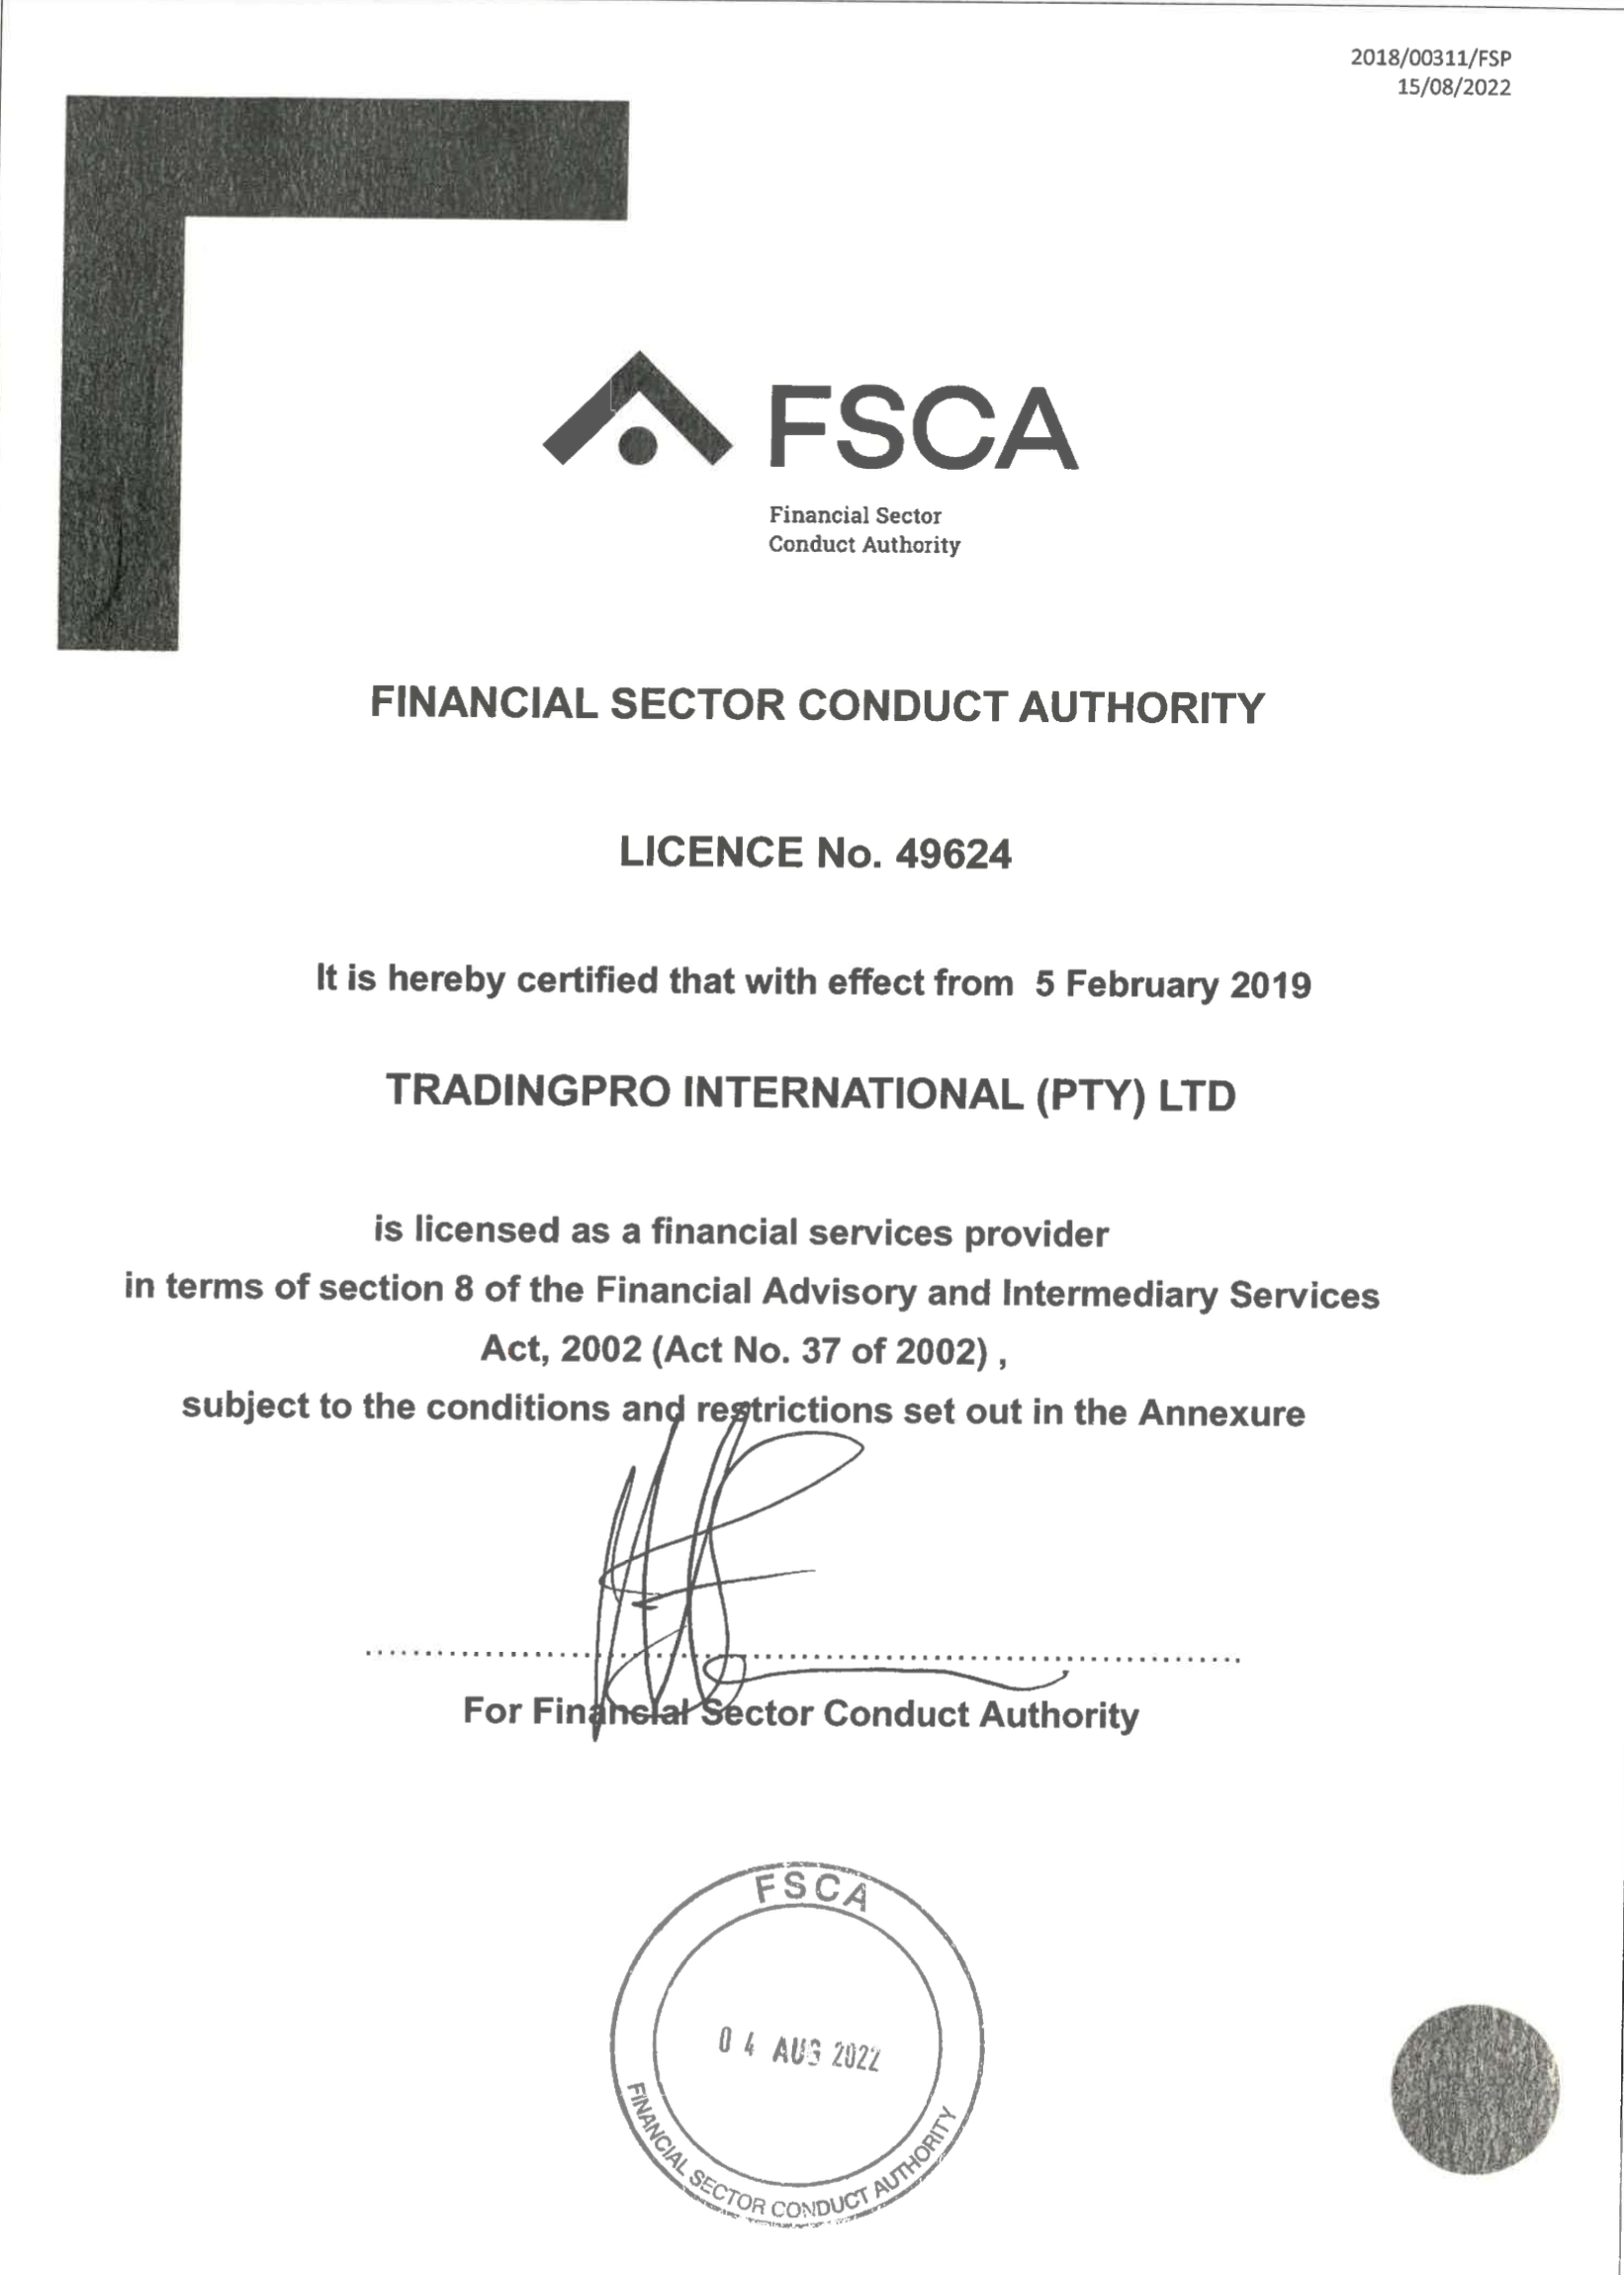 2018/00311/FSP
15/08/2022
FSCA
Financial Sector
Conduct Authority
FINANCIAL SECTOR CONDUCT AUTHORITY
LICENCE No. 49624
It is hereby certified that with effect from 5 February 2019
TRADINGPRO INTERNATIONAL (PTY) LTD
is licensed as a financial services provider
in terms of section 8 of the Financial Advisory and Intermediary Services
Act, 2002 (Act No. 37 of 2002) ,
subject to the conditions and restrictions set out in the Annexure
For Financial Sector Conduct Authority
FSCA
04 AUG 2022
FINANCIAL SECTOR CONDUCT AUTHORITY